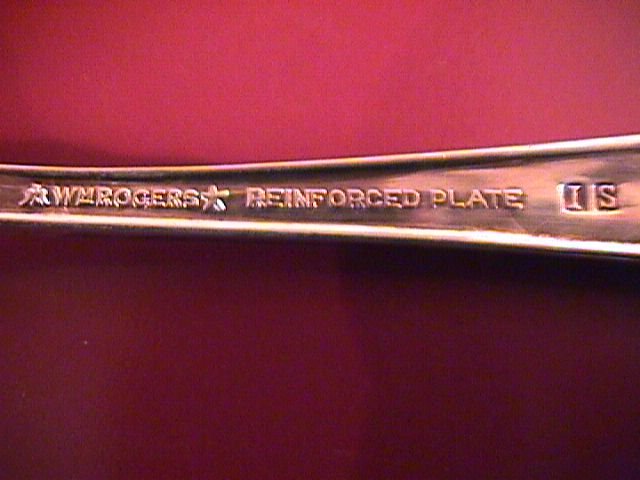 ★ WM ROGERS ★ REINFORCED PLATE IS